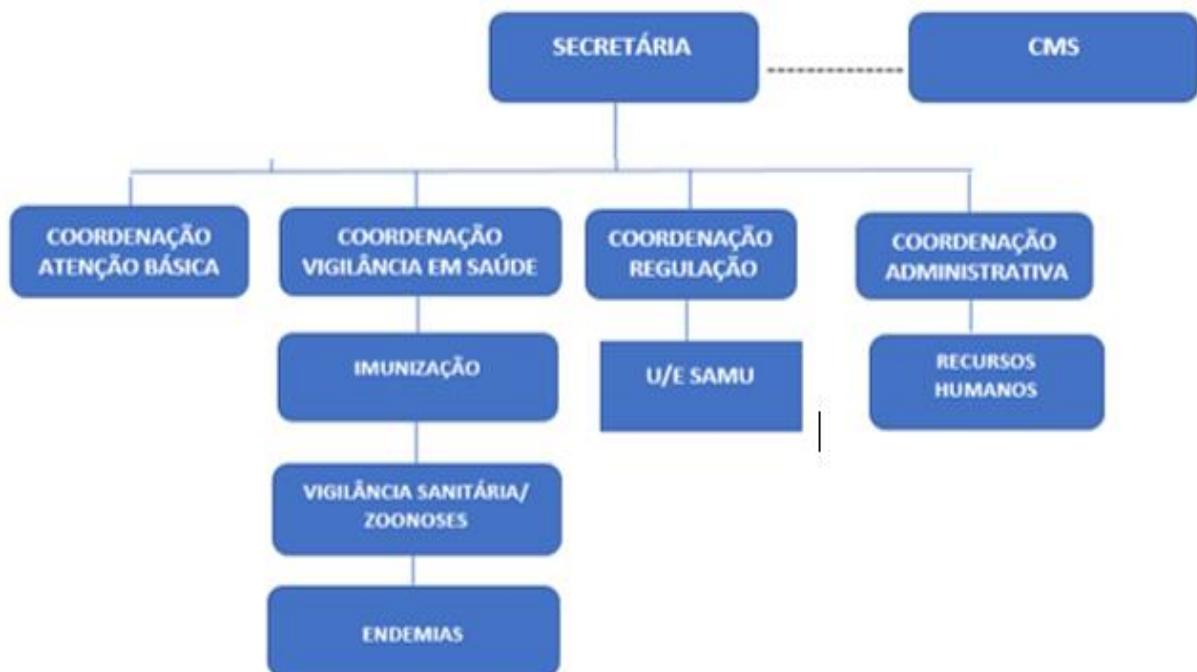 SECRETÁRIA
CMS
COORDENAÇÃO
ATENÇÃO BÁSICA
COORDENAÇÃO
VIGILÂNCIA EM SAÚDE
COORDENAÇÃO
REGULAÇÃO
COORDENAÇÃO
ADMINISTRATIVA
IMUNIZAÇÃO
U/E SAMU
RECURSOS
HUMANOS
VIGILÂNCIA SANITÁRIA/
ZOONOSES
ENDEMIAS